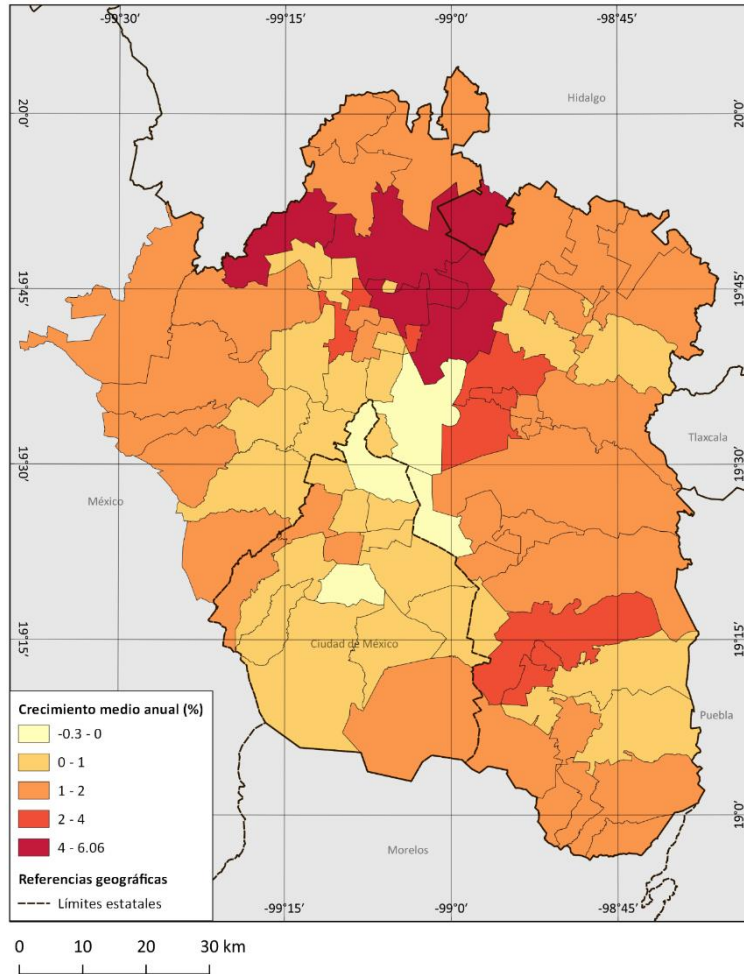 -99°30′ -99°15′ -99°0′ -98°45′
Hidalgo
20°0′ 20°0′
19°45′ 19°45′
Tlaxcala
19°30′ 19°30′
México
19°15′ 19°15′
Ciudad de México
Puebla
19°0′ 19°0′
Morelos
Crecimiento medio anual (%)
-0.3 - 0
0 - 1
1 - 2
2 - 4
4 - 6.06
Referencias geográficas
Límites estatales
-99°15′ -99°0′ -98°45′
0 10 20 30 km